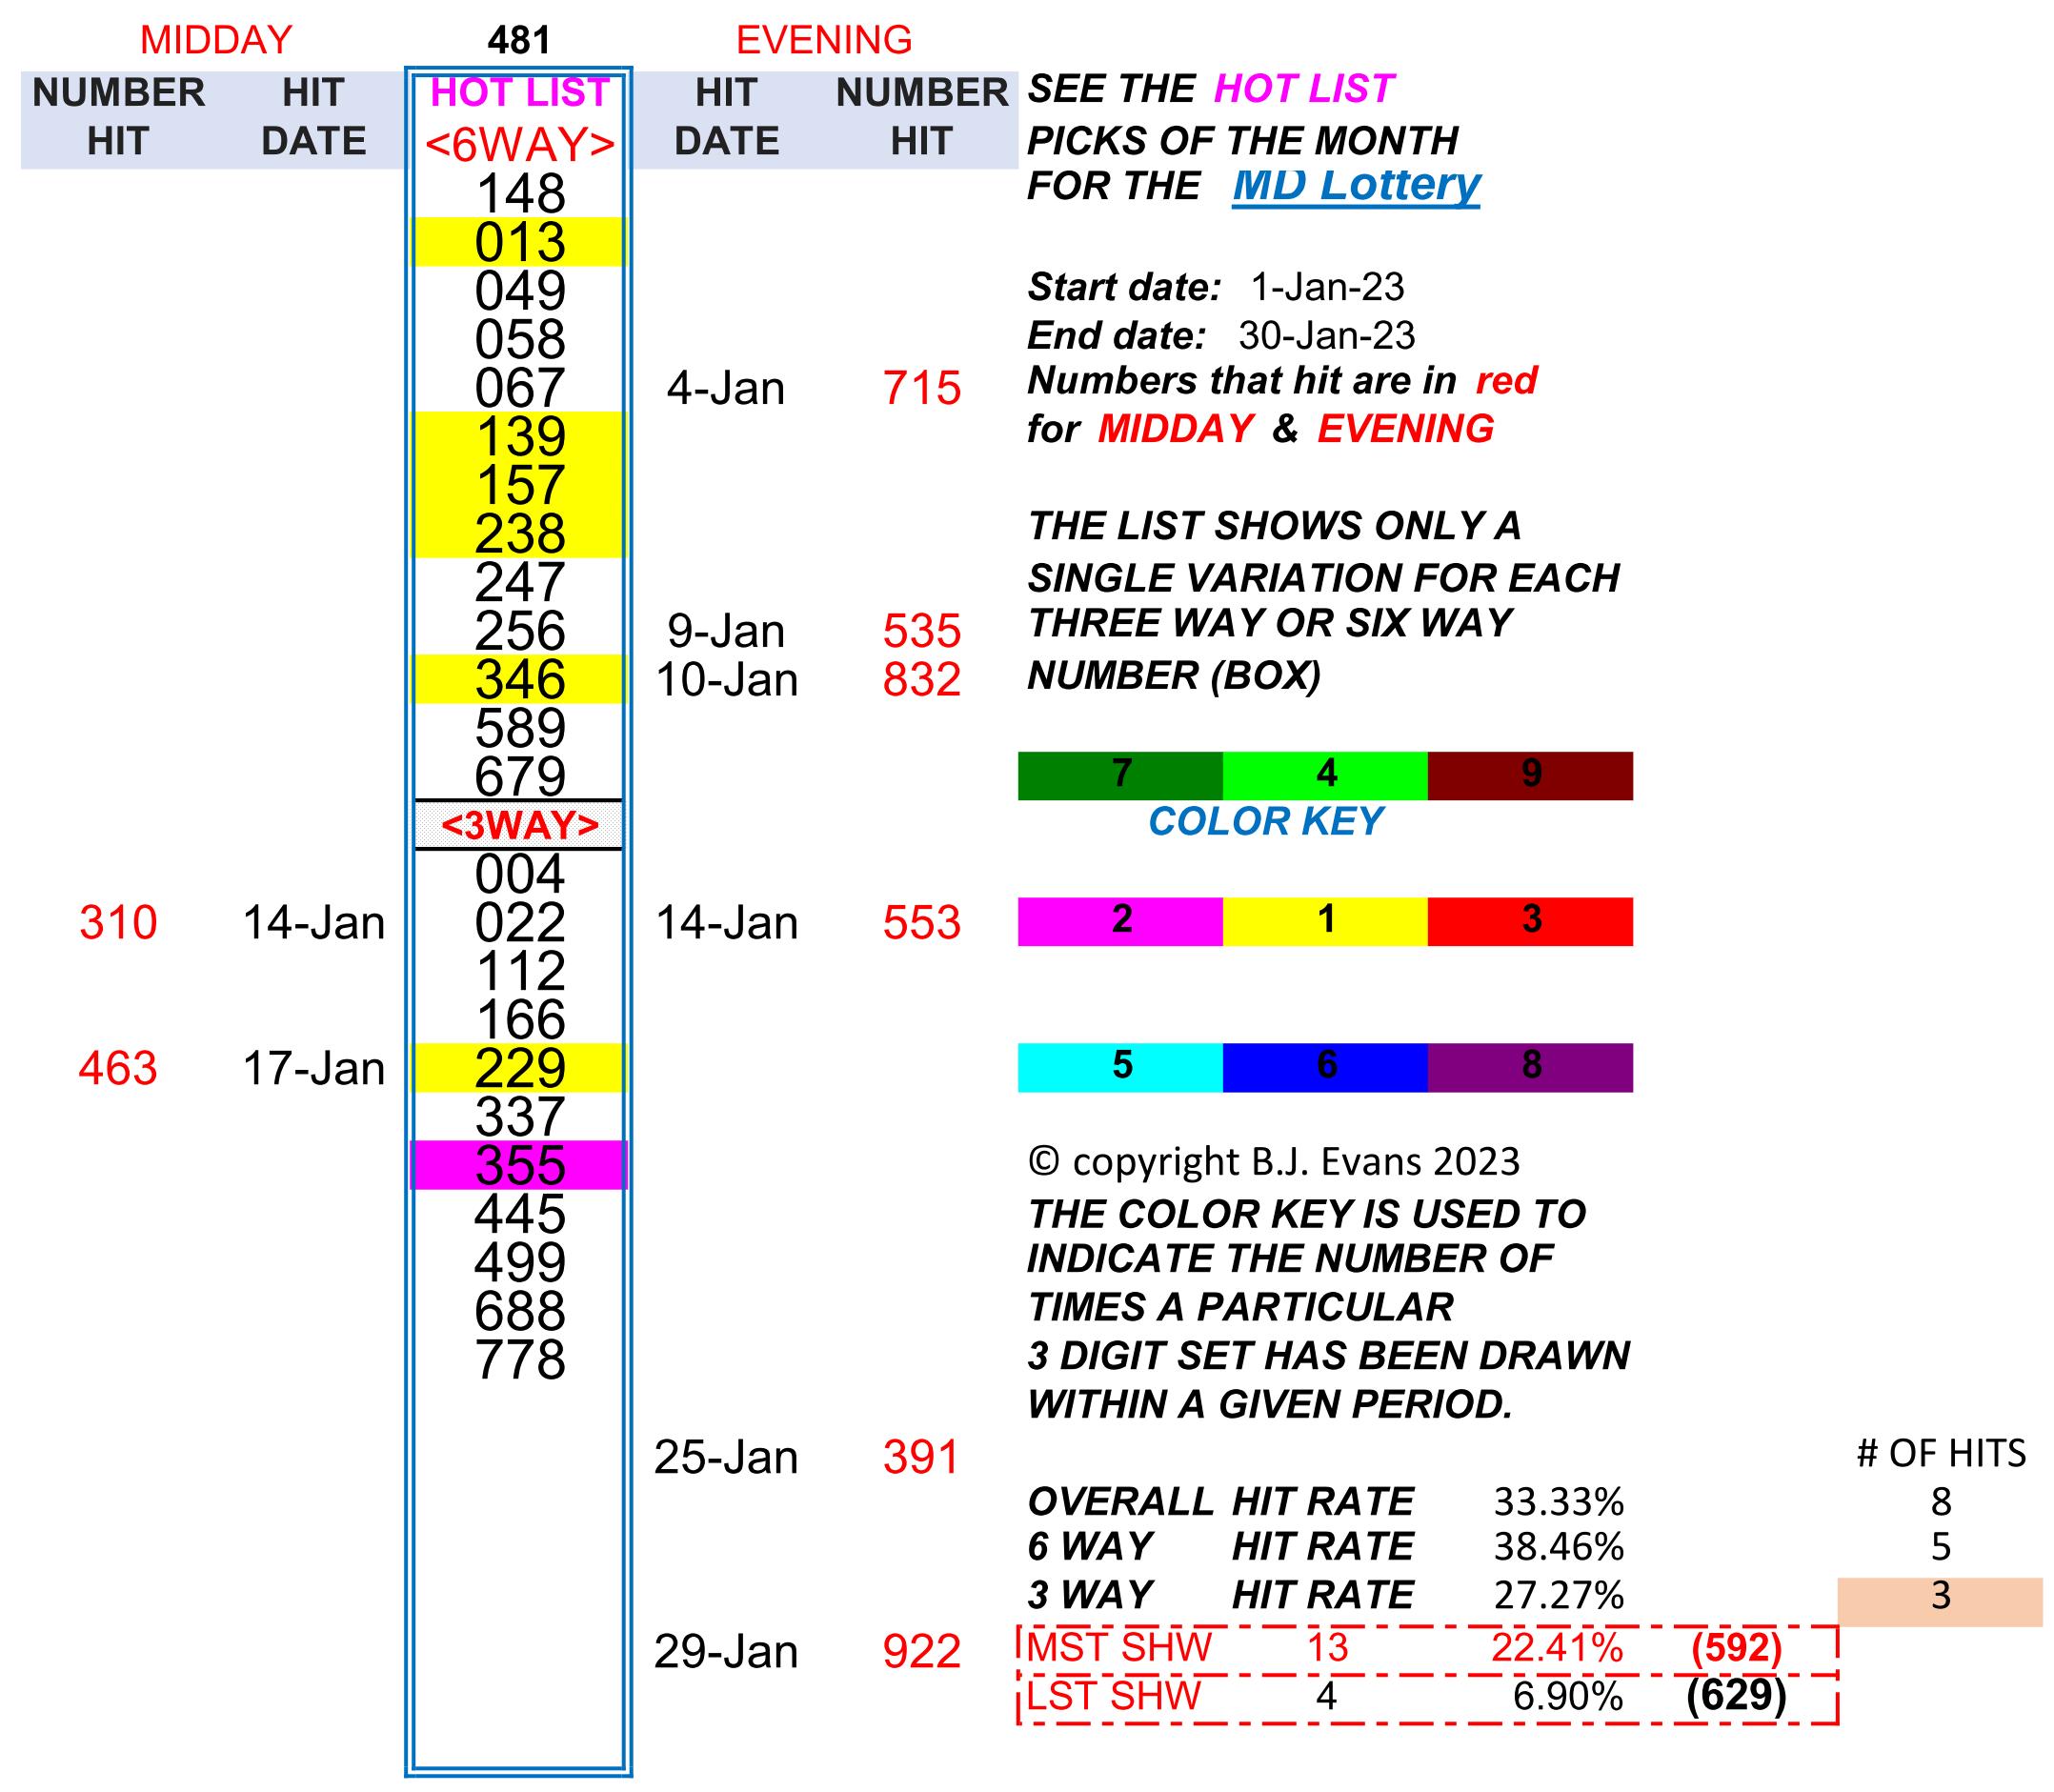 MIDDAY 481 EVENING
NUMBER HIT HOT LIST HIT NUMBER SEE THE HOT LIST
HIT DATE <6WAY> DATE HIT PICKS OF THE MONTH
148 FOR THE MD Lottery
013
049 Start date: 1-Jan-23
058 End date: 30-Jan-23
067 4-Jan 715 Numbers that hit are in red
139 for MIDDAY & EVENING
157
238 THE LIST SHOWS ONLY A
247 SINGLE VARIATION FOR EACH
256 9-Jan 535 THREE WAY OR SIX WAY
346 10-Jan 832 NUMBER (BOX)
589
679 7 4 9
<3WAY> COLOR KEY
004
310 14-Jan 022 14-Jan 553 2 1 3
112
166
463 17-Jan 229 5 6 8
337
355 © copyright B.J. Evans 2023
445 THE COLOR KEY IS USED TO
499 INDICATE THE NUMBER OF
688 TIMES A PARTICULAR
778 3 DIGIT SET HAS BEEN DRAWN
WITHIN A GIVEN PERIOD.
25-Jan 391 # OF HITS
OVERALL HIT RATE 33.33% 8
6 WAY HIT RATE 38.46% 5
3 WAY HIT RATE 27.27% 3
29-Jan 922 MST SHW 13 22.41% (592)
LST SHW 4 6.90% (629)